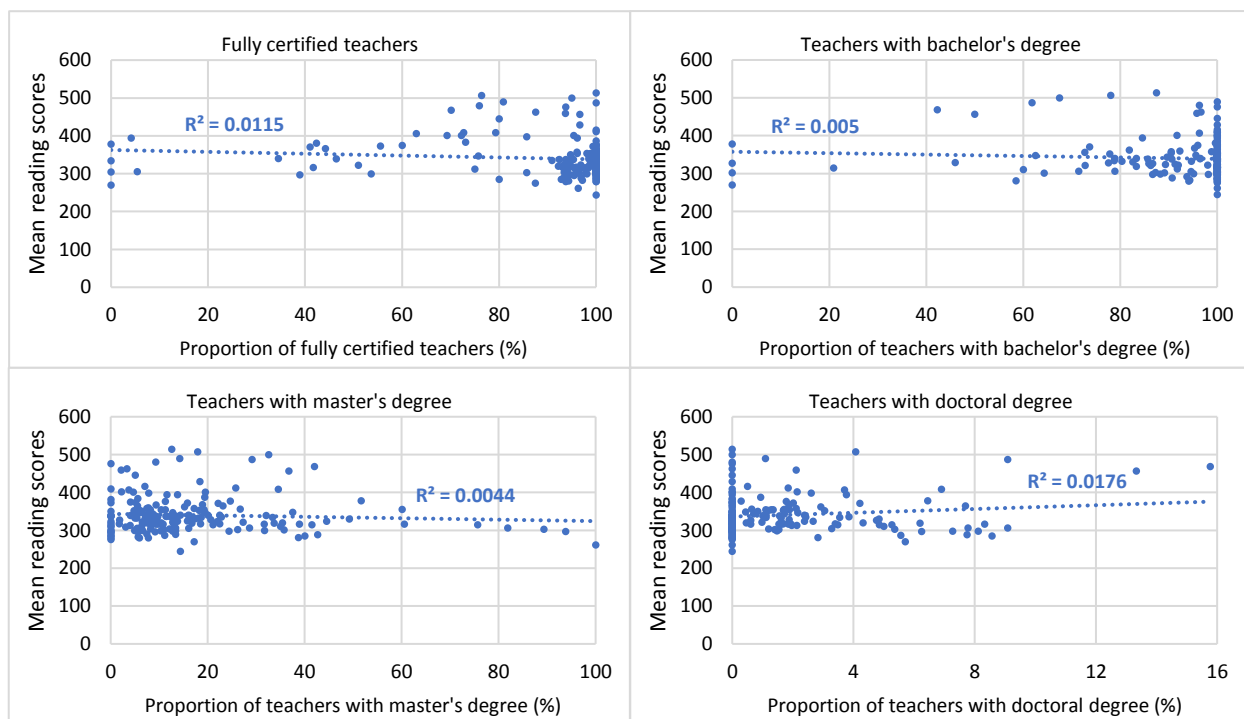 Fully certified teachers
600
500
400
300
200
100
0
R² = 0.0115
0 20 40 60 80 100
Mean reading scores
Proportion of fully certified teachers (%)
Teachers with bachelor's degree
600
500
400
300
200
100
0
R² = 0.005
0 20 40 60 80 100
Mean reading scores
Proportion of teachers with bachelor's degree (%)
Teachers with master's degree
600
500
400
300
200
100
0
R² = 0.0044
0 20 40 60 80 100
Mean reading scores
Proportion of teachers with master's degree (%)
Teachers with doctoral degree
600
500
400
300
200
100
0
R² = 0.0176
0 4 8 12 16
Mean reading scores
Proportion of teachers with doctoral degree (%)